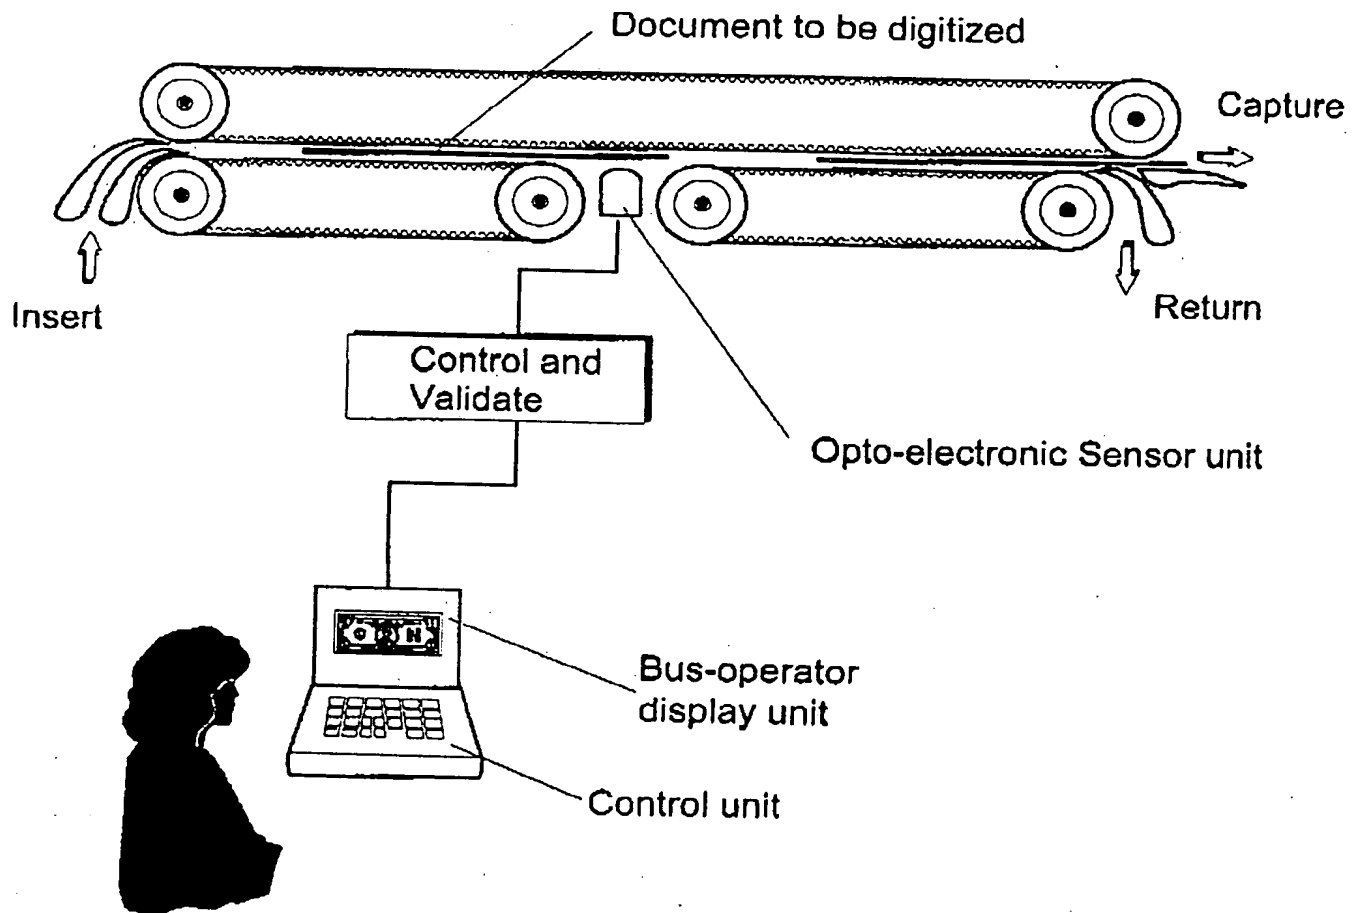 Document to be digitized
Capture
Insert
Return
Control and
Validate
Opto-electronic Sensor unit
Bus-operator
display unit
Control unit